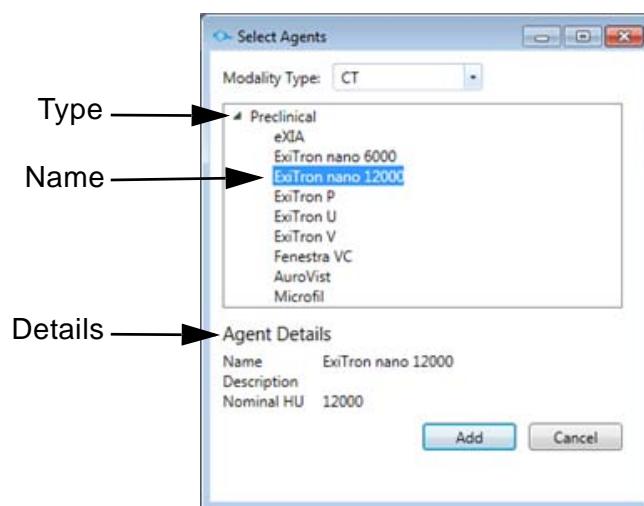 Select Agents
Modality Type: CT
Type
Preclinical
eXIA
ExiTron nano 6000
Name
ExiTron nano 12000
ExiTron P
ExiTron U
ExiTron V
Fenestra VC
AuroVist
Microfil
Details
Agent Details
Name ExiTron nano 12000
Description
Nominal HU 12000
Add Cancel